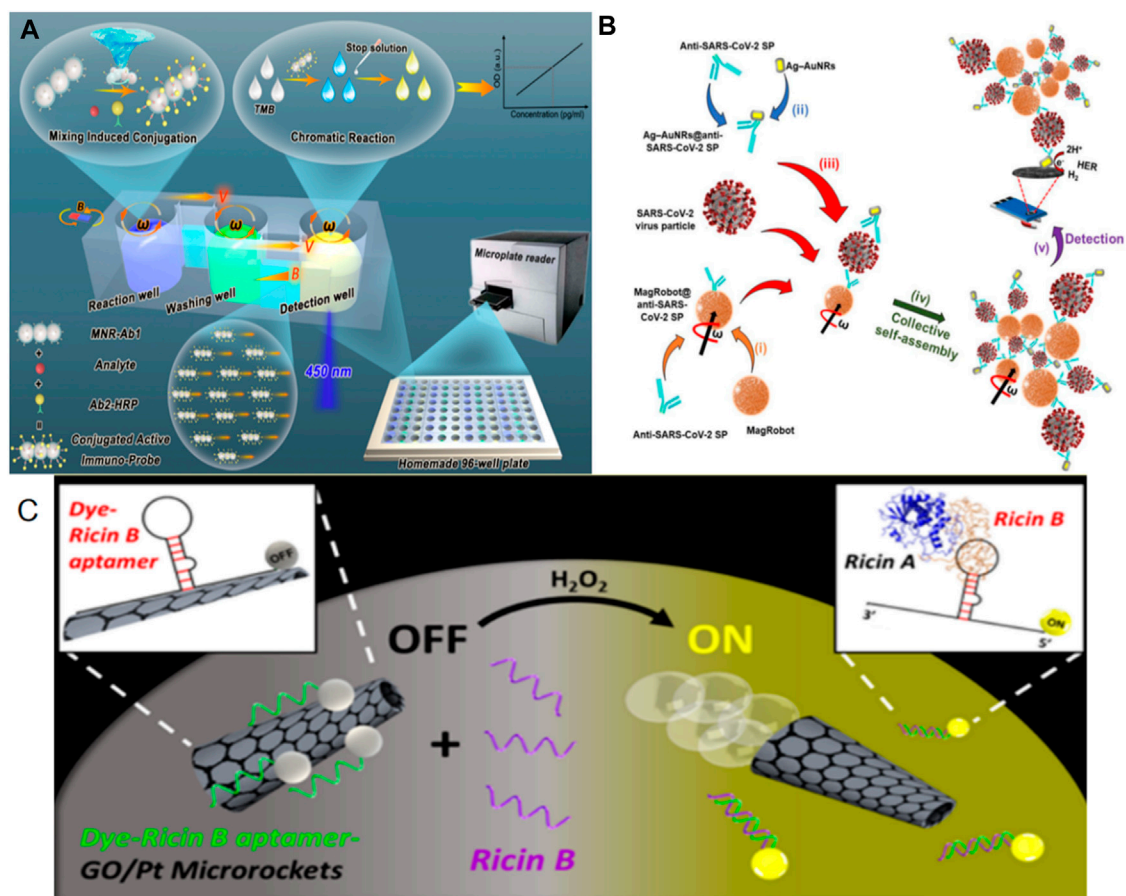 A
Mixing Induced Conjugation
Stop solution
TMB
Chromatic Reaction
OD (a.u.)
Concentration (pg/ml)
B
ω
V
ω
V
ω
B
Reaction well
Washing well
Detection well
Microplate reader
MNR-Ab1
+
Analyte
+
Ab2-HRP
=
Conjugated Active
Immuno-Probe
450 nm
Homemade 96-well plate
B
Anti-SARS-CoV-2 SP
Ag–AuNRs
(ii)
Ag–AuNRs@anti-
SARS-CoV-2 SP
(iii)
SARS-CoV-2
virus particle
MagRobot@
anti-SARS-
CoV-2 SP
ω
(i)
Anti-SARS-CoV-2 SP
MagRobot
ω
(iv)
Collective
self-assembly
2H⁺
e⁻
HER
H₂
(v)
Detection
ω
C
Dye-
Ricin B
aptamer
OFF
H₂O₂
OFF
ON
Ricin B
Ricin A
3'
5'
ON
+
Dye-Ricin B aptamer-
GO/Pt Microrockets
Ricin B